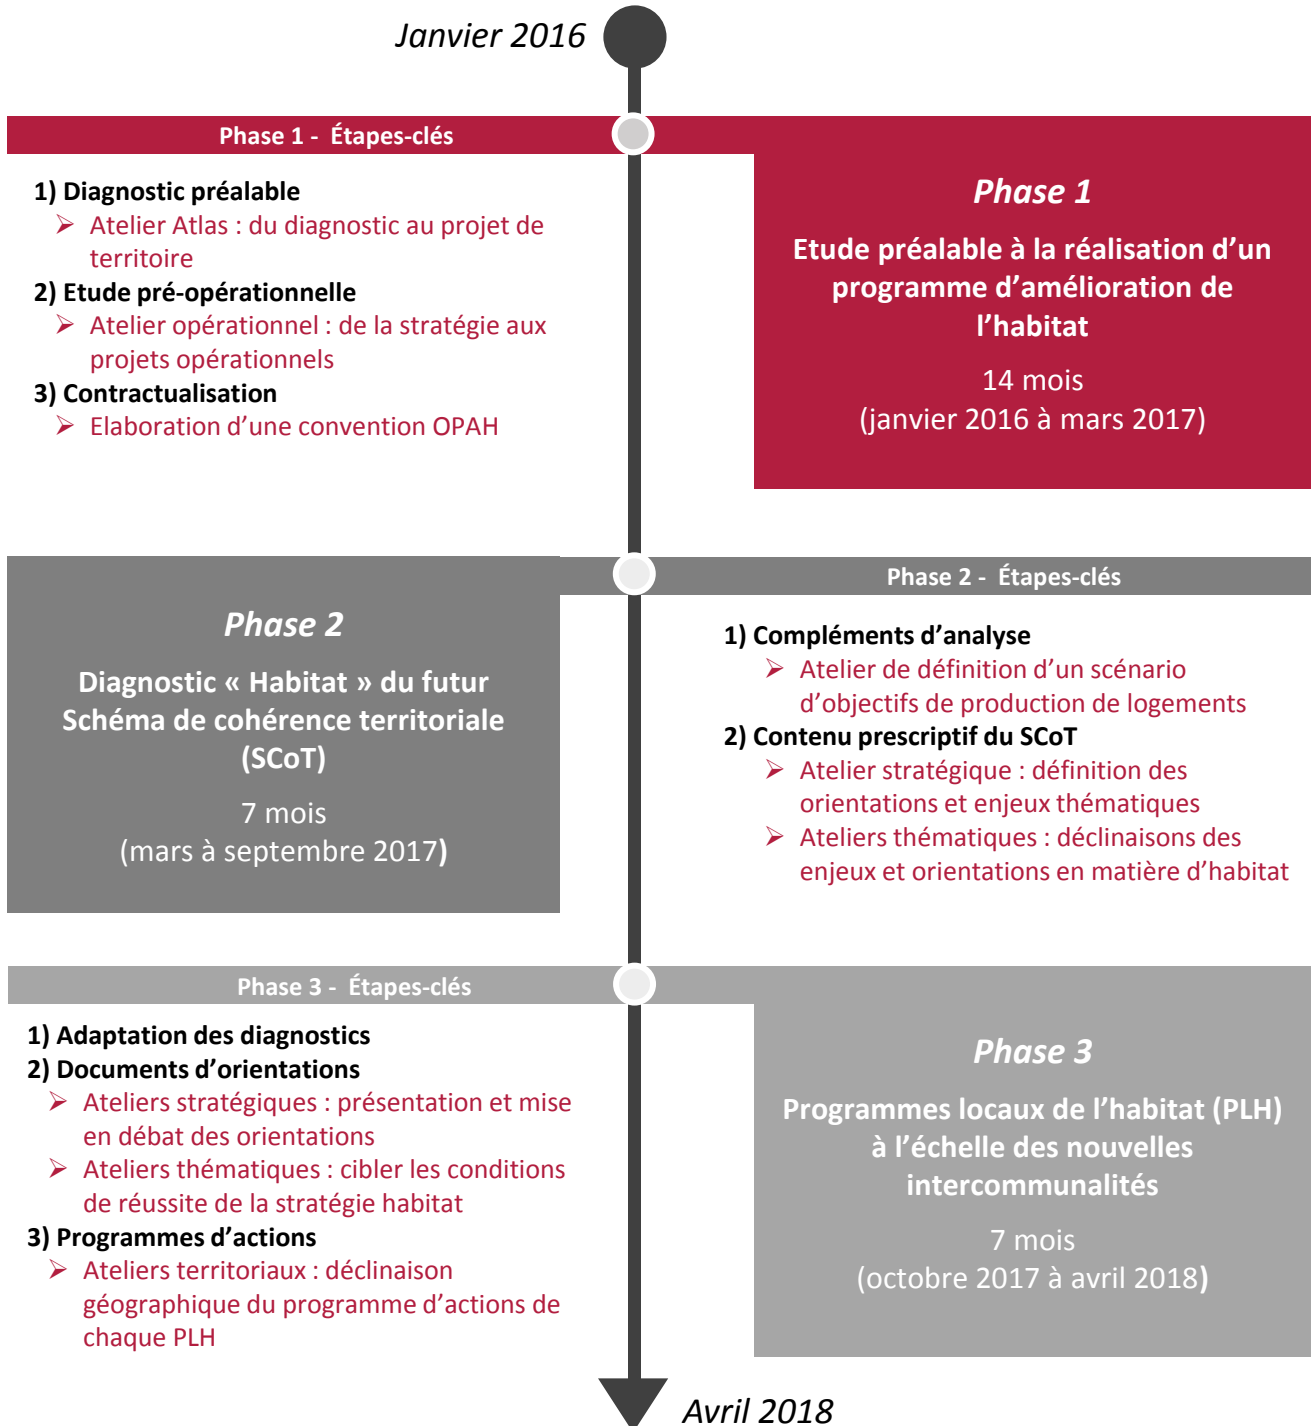 Janvier 2016
Phase 1 - Étapes-clés
1) Diagnostic préalable
➢ Atelier Atlas : du diagnostic au projet de
territoire
2) Etude pré-opérationnelle
➢ Atelier opérationnel : de la stratégie aux
projets opérationnels
3) Contractualisation
➢ Elaboration d’une convention OPAH
Phase 1
Etude préalable à la réalisation d’un
programme d’amélioration de
l’habitat
14 mois
(janvier 2016 à mars 2017)
Phase 2
Diagnostic « Habitat » du futur
Schéma de cohérence territoriale
(SCoT)
7 mois
(mars à septembre 2017)
Phase 2 - Étapes-clés
1) Compléments d’analyse
➢ Atelier de définition d’un scénario
d’objectifs de production de logements
2) Contenu prescriptif du SCoT
➢ Atelier stratégique : définition des
orientations et enjeux thématiques
➢ Ateliers thématiques : déclinaisons des
enjeux et orientations en matière d’habitat
Phase 3 - Étapes-clés
1) Adaptation des diagnostics
2) Documents d’orientations
➢ Ateliers stratégiques : présentation et mise
en débat des orientations
➢ Ateliers thématiques : cibler les conditions
de réussite de la stratégie habitat
3) Programmes d’actions
➢ Ateliers territoriaux : déclinaison
géographique du programme d’actions de
chaque PLH
Phase 3
Programmes locaux de l’habitat (PLH)
à l’échelle des nouvelles
intercommunalités
7 mois
(octobre 2017 à avril 2018)
Avril 2018